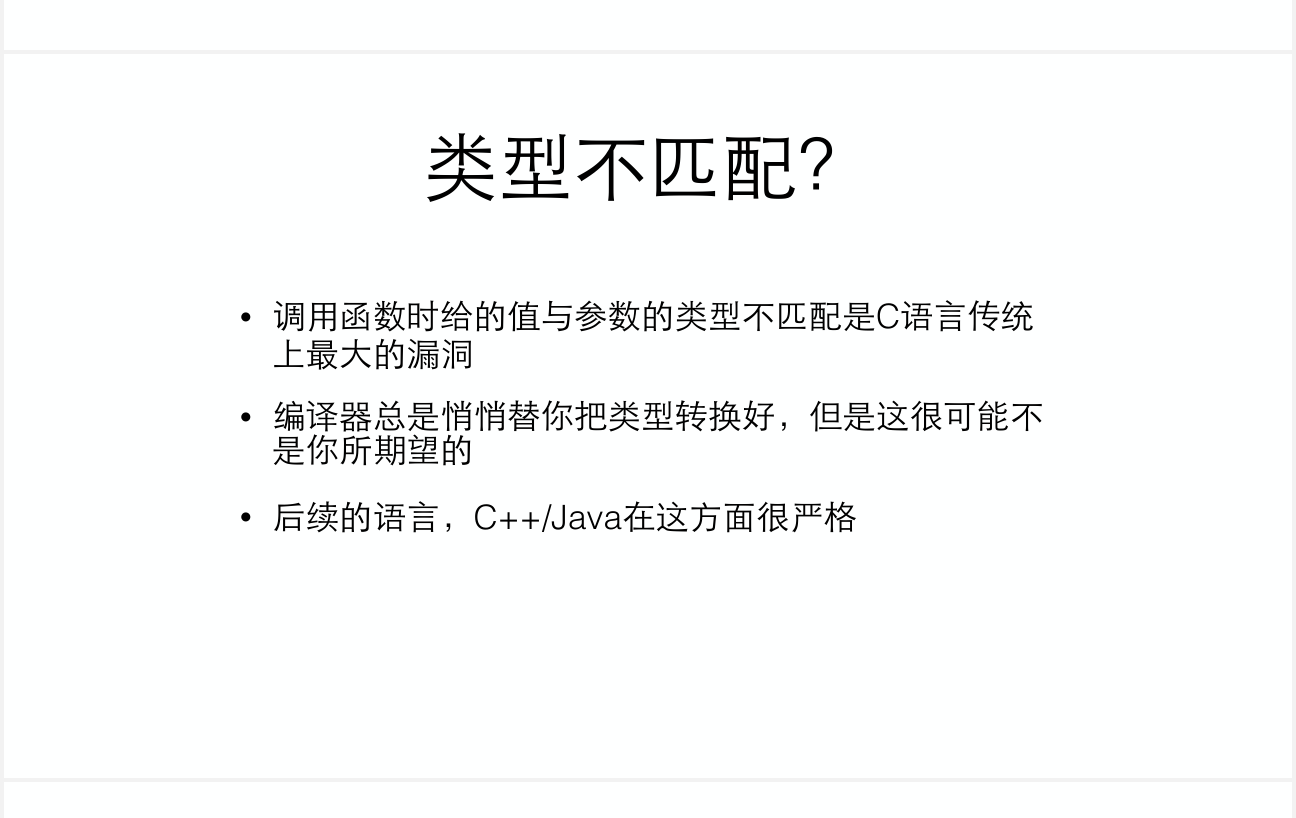 类型不匹配？
• 调用函数时给的值与参数的类型不匹配是C语言传统
上最大的漏洞
• 编译器总是悄悄替你把类型转换好，但是这很可能不
是你所期望的
• 后续的语言，C++/Java在这方面很严格